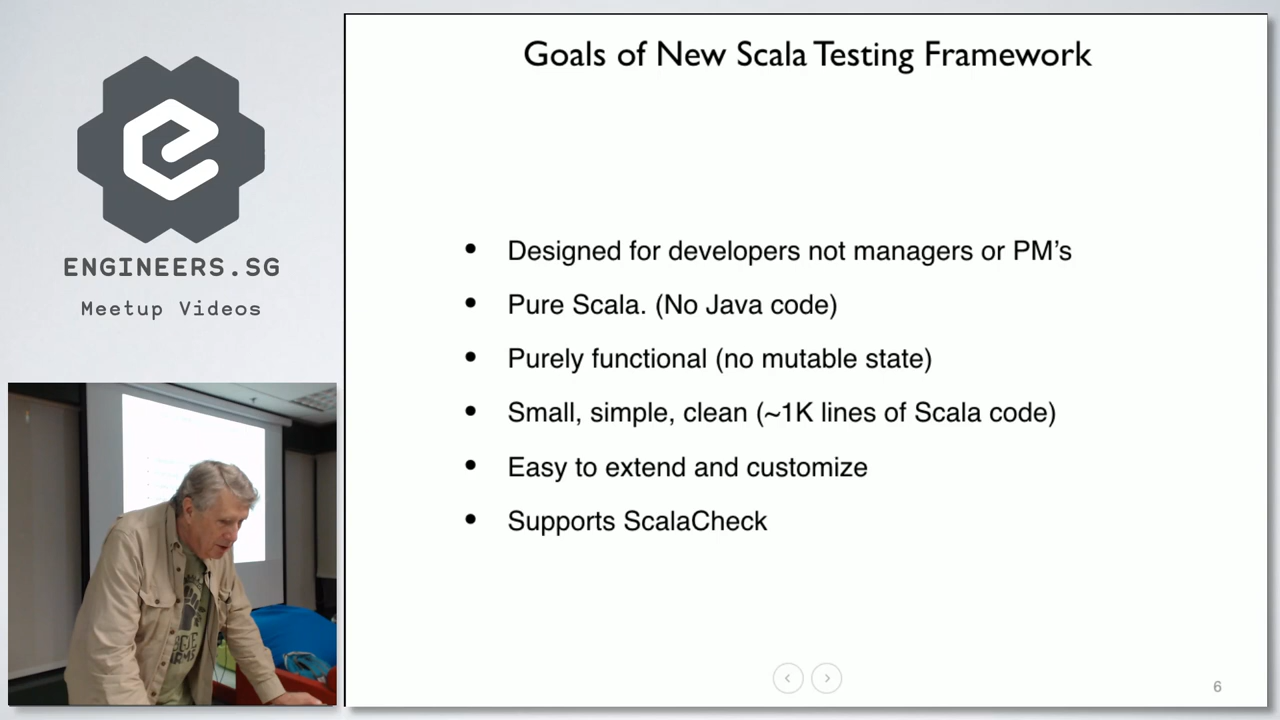 ENGINEERS.SG
Meetup Videos
Goals of New Scala Testing Framework
• Designed for developers not managers or PM’s
• Pure Scala. (No Java code)
• Purely functional (no mutable state)
• Small, simple, clean (~1K lines of Scala code)
• Easy to extend and customize
• Supports ScalaCheck
6